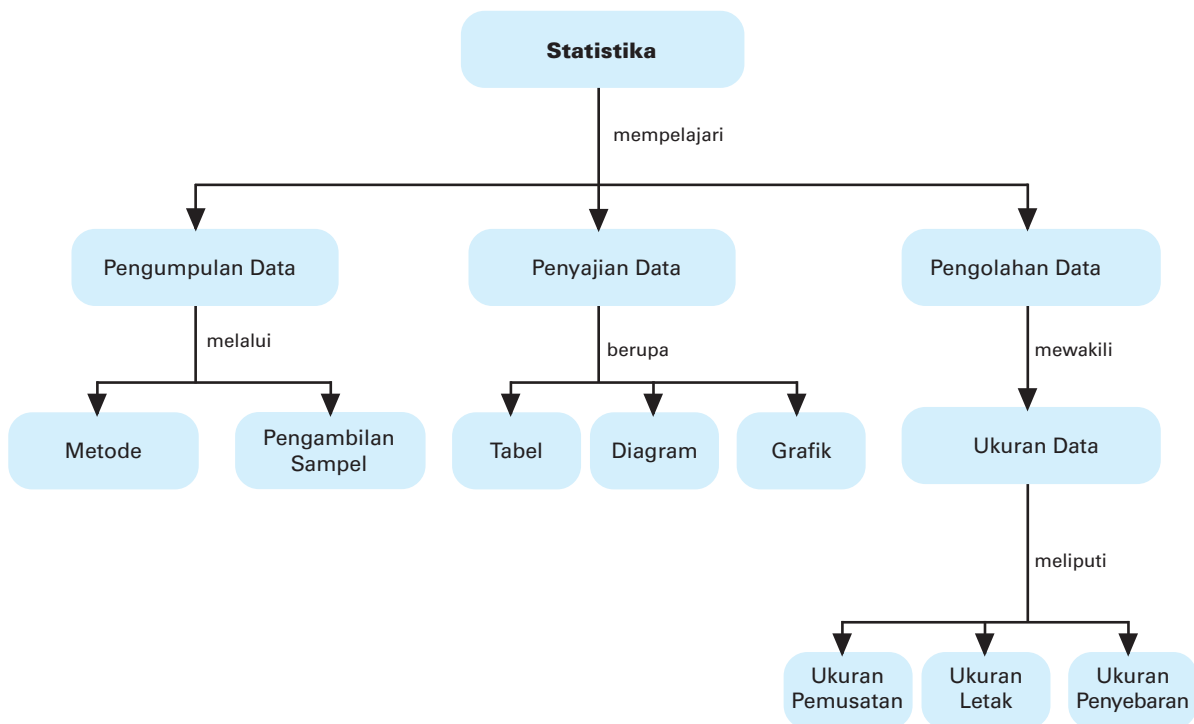 Statistika
mempelajari
Pengumpulan Data
Penyajian Data
Pengolahan Data
melalui
berupa
mewakili
Metode
Pengambilan
Sampel
Tabel
Diagram
Grafik
Ukuran Data
meliputi
Ukuran
Pemusatan
Ukuran
Letak
Ukuran
Penyebaran